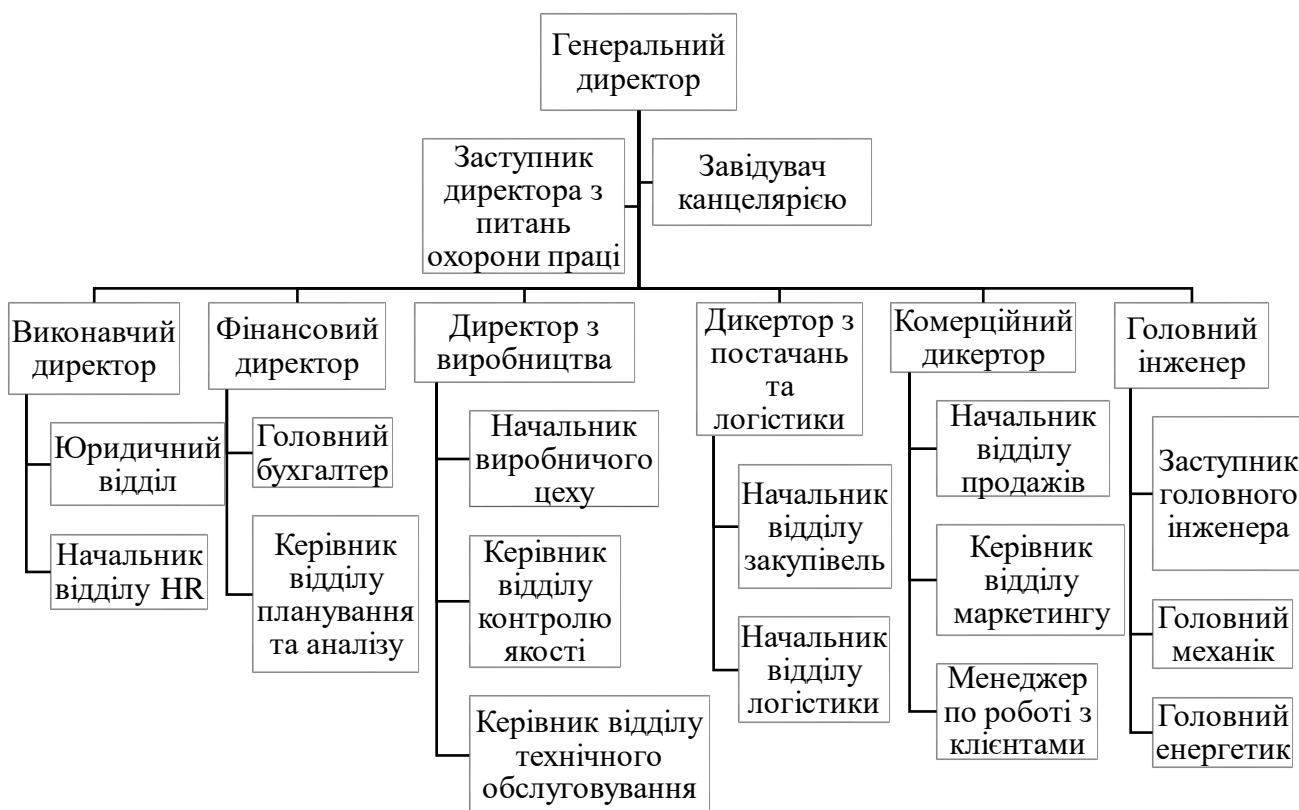 Генеральний
директор
Заступник
директора з
питань
охорони праці
Завідувач
канцелярією
Виконавчий
директор
Юридичний
відділ
Начальник
відділу HR
Фінансовий
директор
Головний
бухгалтер
Керівник
відділу
планування
та аналізу
Директор з
виробництва
Начальник
виробничого
цеху
Керівник
відділу
контролю
якості
Керівник відділу
технічного
обслуговування
Дикертор з
постачань
та
логістики
Начальник
відділу
закупівель
Начальник
відділу
логістики
Комерційний
дикертор
Начальник
відділу
продажів
Керівник
відділу
маркетингу
Менеджер
по роботі з
клієнтами
Головний
інженер
Заступник
головного
інженера
Головний
механік
Головний
енергетик